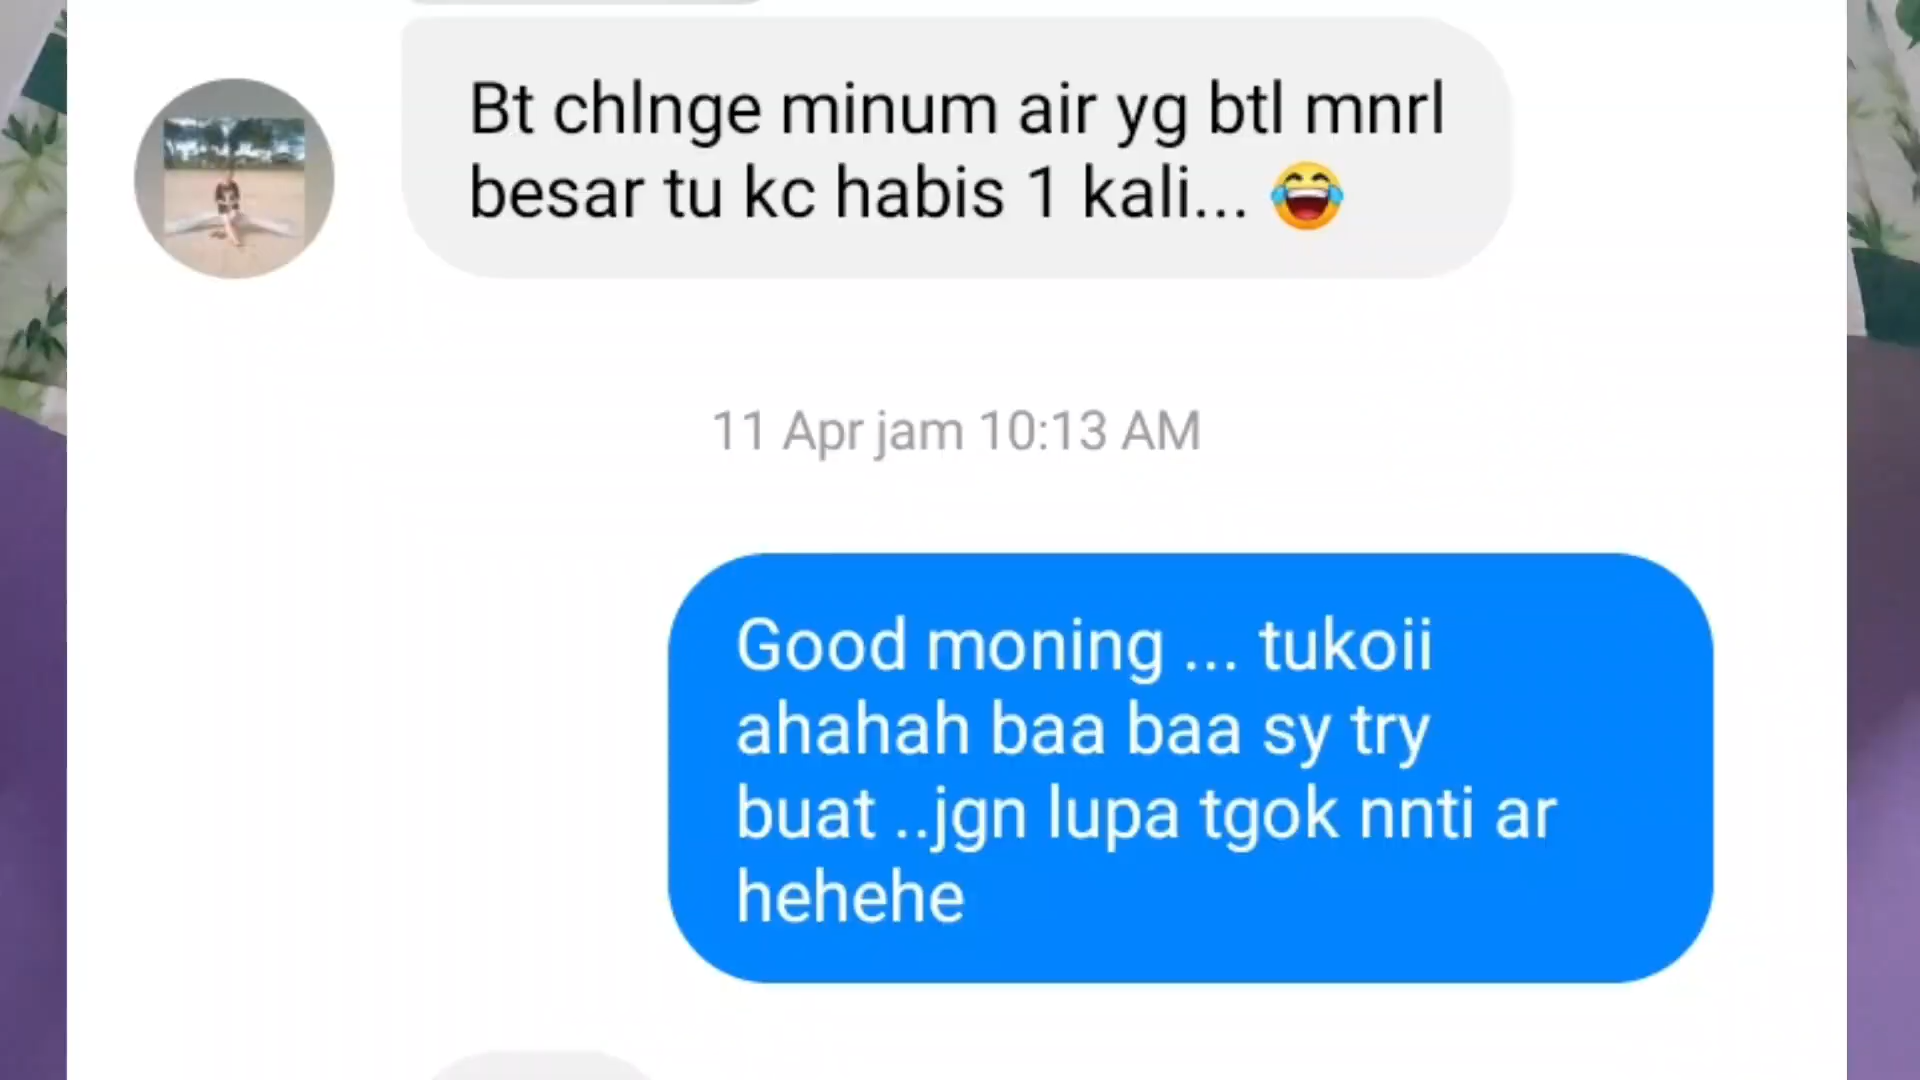 Bt chlnge minum air yg btl mnrl
besar tu kc habis 1 kali... 😂
11 Apr jam 10:13 AM
Good moning ... tukoii
ahahah baa baa sy try
buat ..jgn lupa tgok nnti ar
hehehe